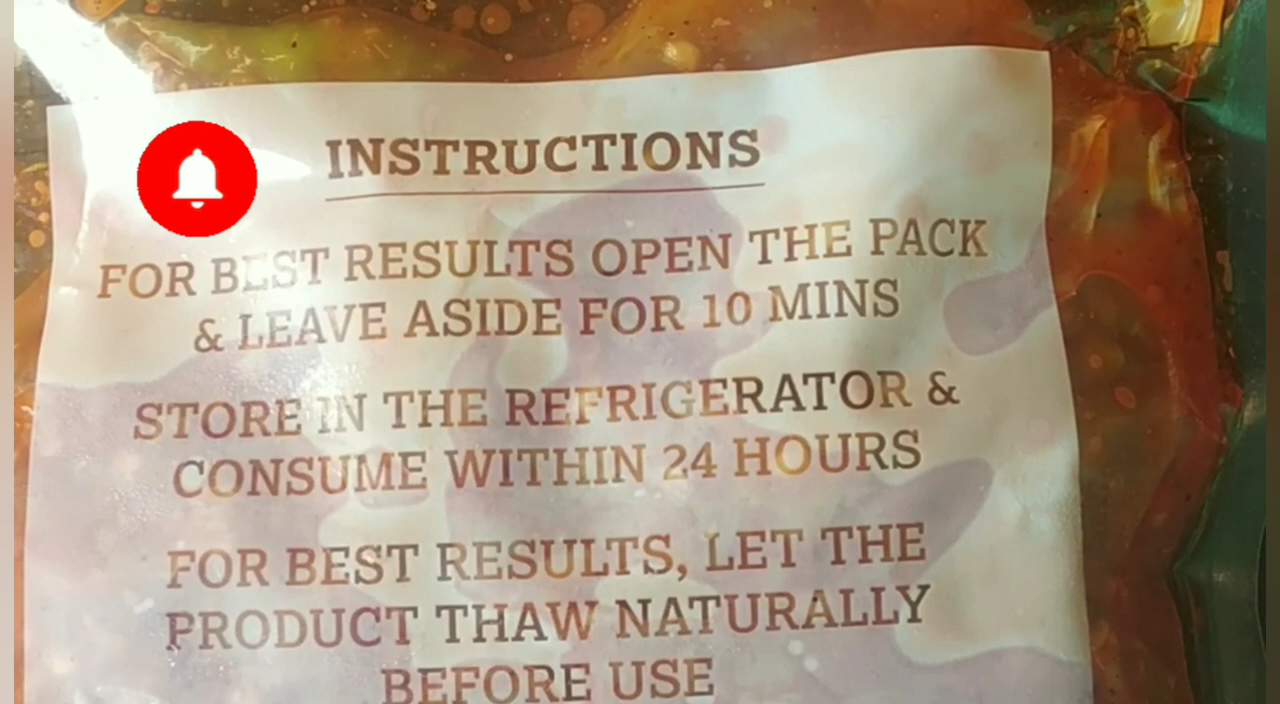 INSTRUCTIONS
FOR BEST RESULTS OPEN THE PACK
& LEAVE ASIDE FOR 10 MINS
STORE IN THE REFRIGERATOR &
CONSUME WITHIN 24 HOURS
FOR BEST RESULTS, LET THE
PRODUCT THAW NATURALLY
BEFORE USE